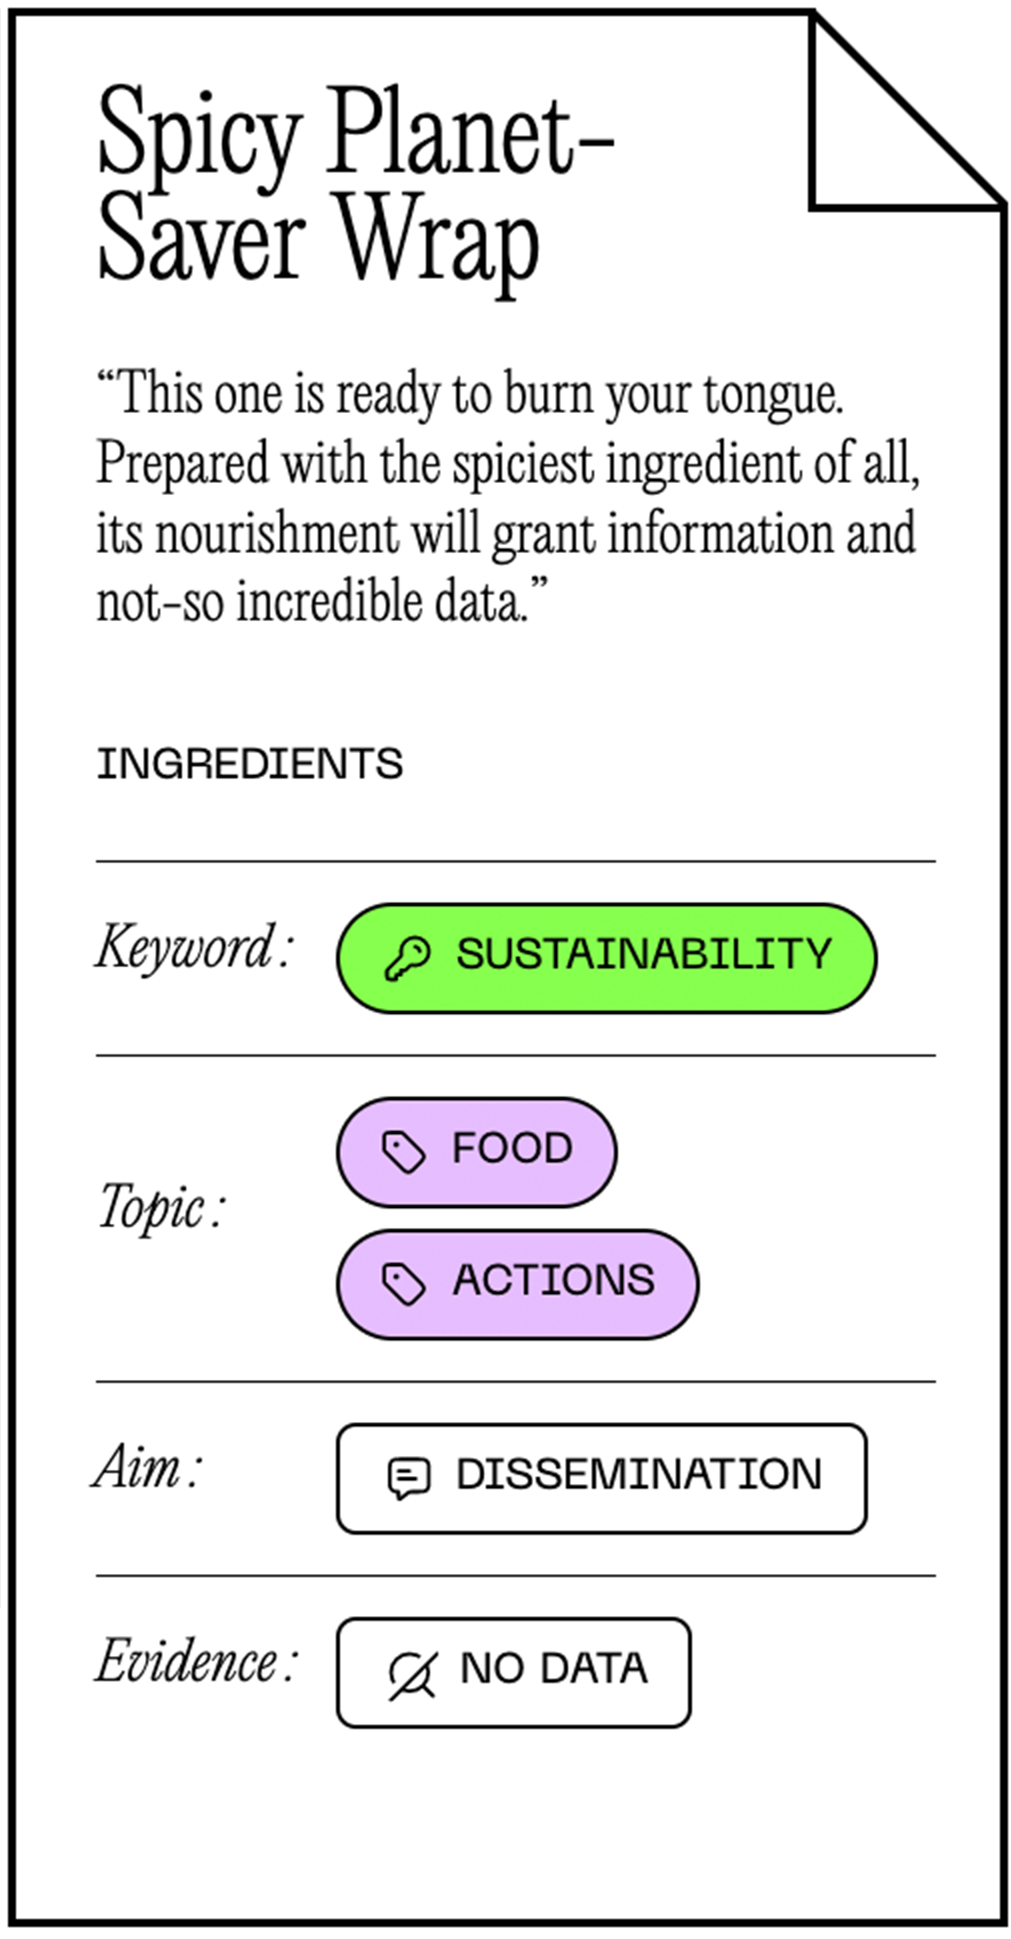 Spicy Planet-
Saver Wrap
“This one is ready to burn your tongue.
Prepared with the spiciest ingredient of all,
its nourishment will grant information and
not-so incredible data.”
INGREDIENTS
Keyword: SUSTAINABILITY
Topic: FOOD
ACTIONS
Aim: DISSEMINATION
Evidence: NO DATA